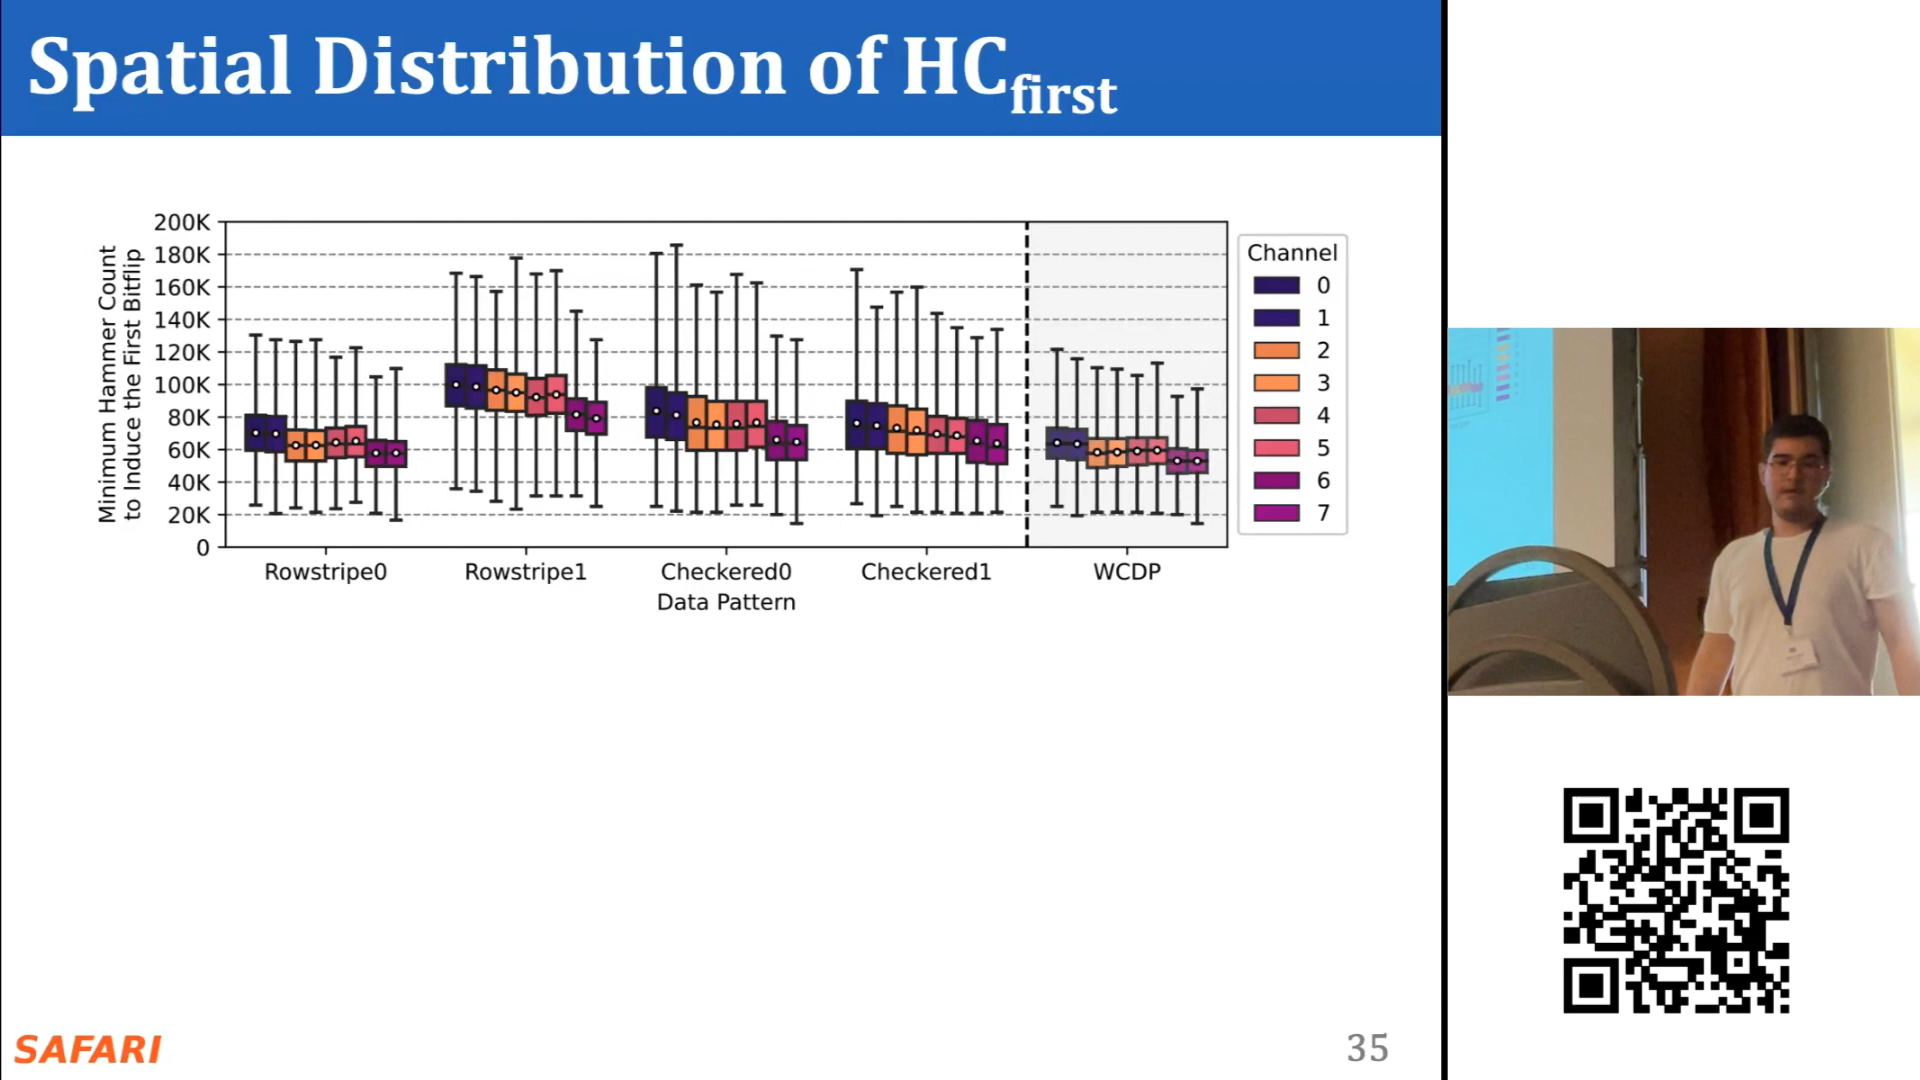 Spatial Distribution of HCfirst
Minimum Hammer Count
to Induce the First Bitflip
200K
180K
160K
140K
120K
100K
80K
60K
40K
20K
0
Rowstripe0
Rowstripe1
Checkered0
Checkered1
WCDP
Data Pattern
Channel
0
1
2
3
4
5
6
7
SAFARI
35